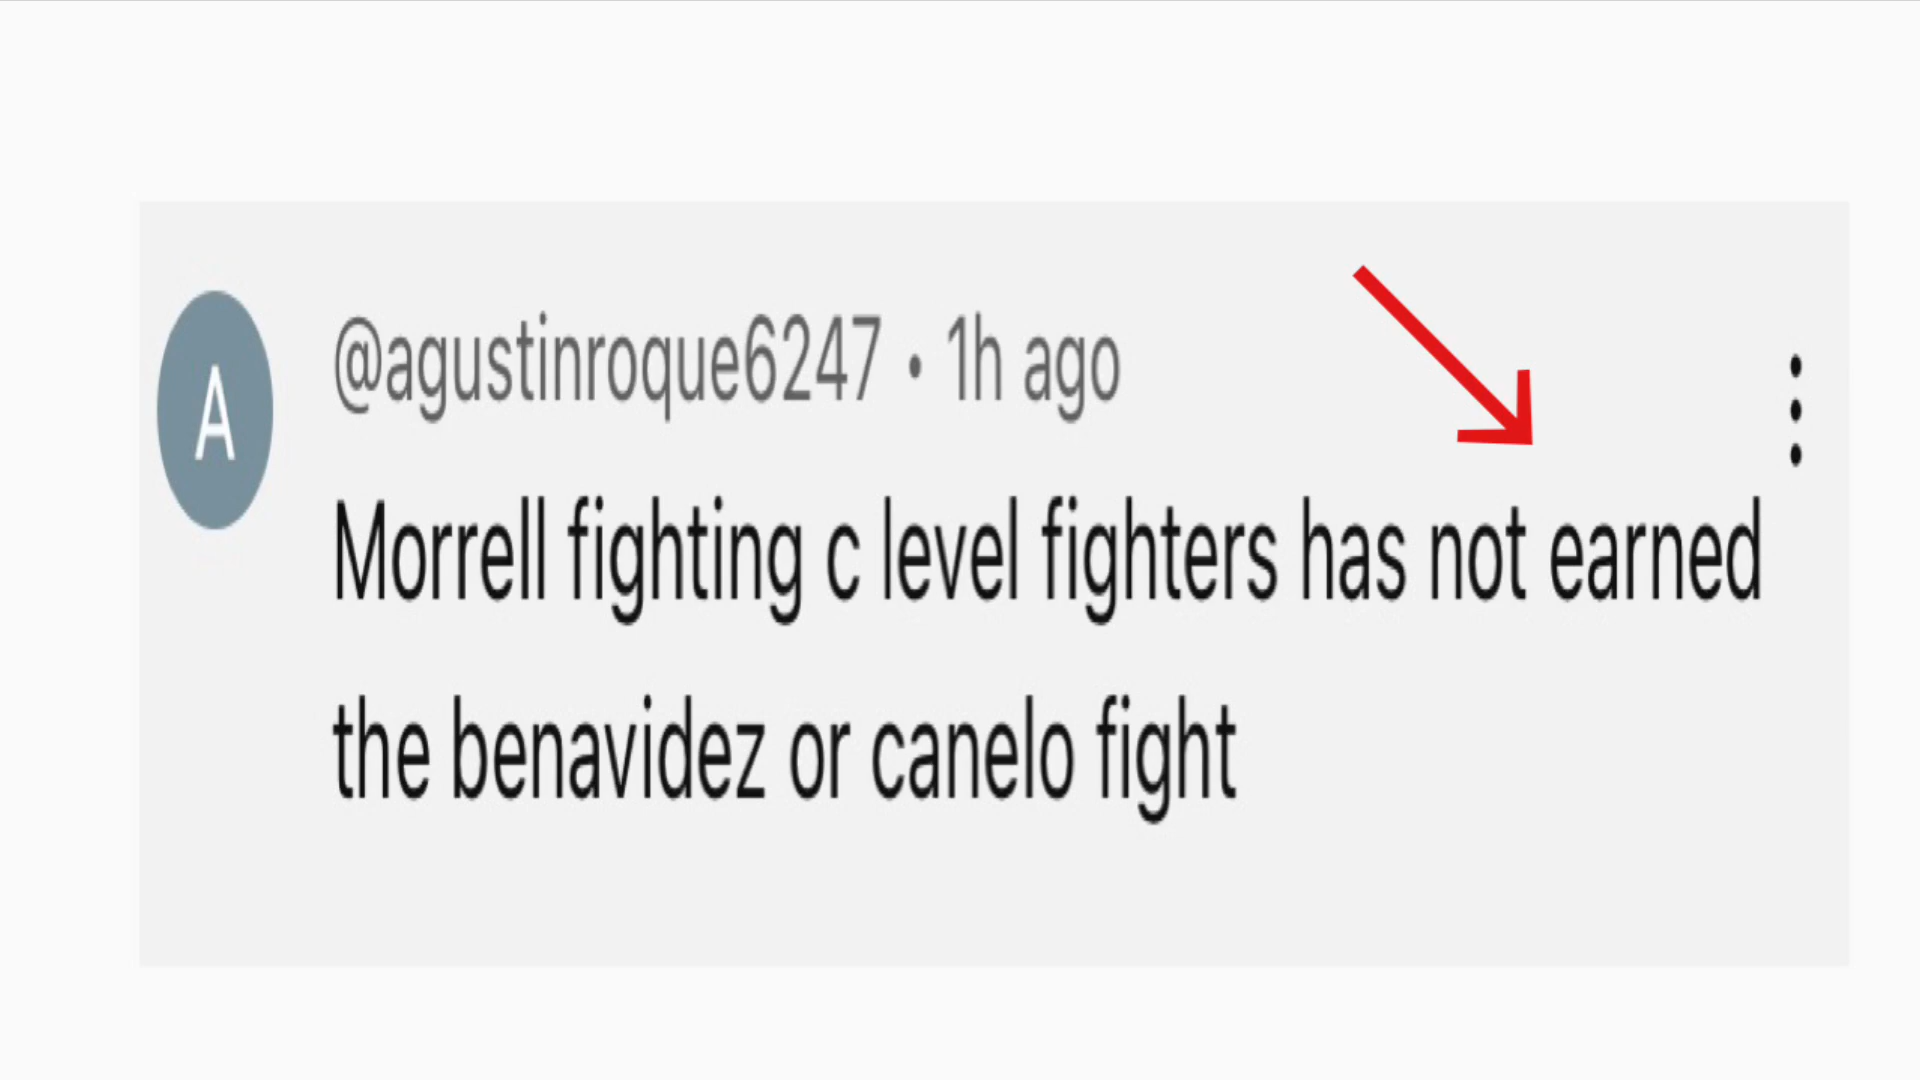 A
@agustinroque6247 • 1h ago
Morrell fighting c level fighters has not earned
the benavidez or canelo fight